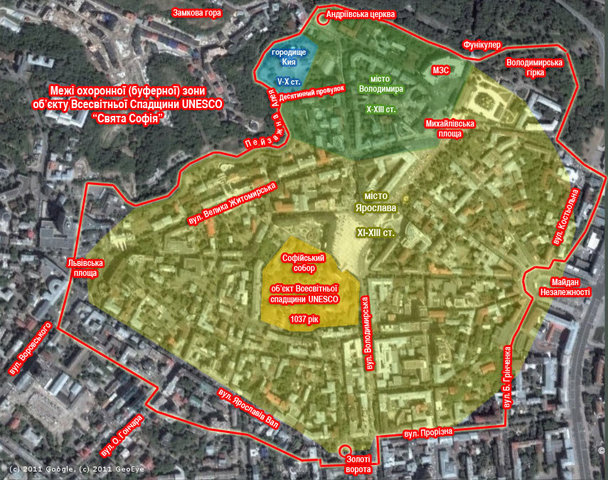 Замкова гора
Андріївська церква
Фунікулер
Володимирська
гірка
городище
Кия
V-X ст.
МЗС
місто
Володимира
X-XIII ст.
Десятинний провулок
Пейзажна Алея
Михайлівська
площа
Межі охоронної (буферної) зони
об'єкту Всесвітньої Спадщини UNESCO
“Свята Софія”
вул. Велика Житомирська
місто
Ярослава
XI-XIII ст.
вул. Костьольна
Львівська
площа
Софійський
собор
об'єкт Всесвітньої
спадщини UNESCO
1037 рік
Майдан
Незалежності
вул. Володимирська
вул. Воровського
вул. Б. Грінченка
вул. Ярославів Вал
вул. О. Гончара
вул. Прорізна
Золоті
ворота
(c) 2011 Google, (c) 2011 GeoEye